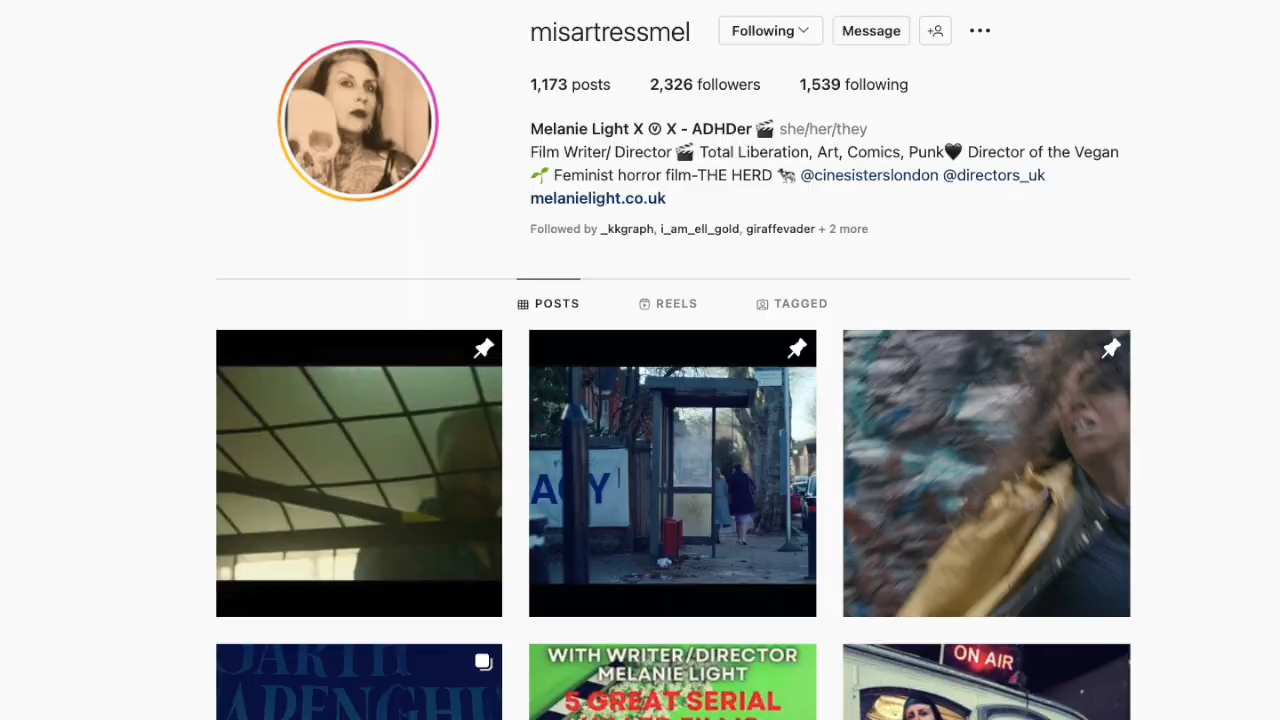 misartressmel Following Message
1,173 posts 2,326 followers 1,539 following
Melanie Light X Ⓥ X - ADHDer 🎬 she/her/they
Film Writer/ Director 🎬 Total Liberation, Art, Comics, Punk🖤 Director of the Vegan
🌱 Feminist horror film-THE HERD 🐄 @cinesisterslondon @directors_uk
melanielight.co.uk
Followed by _kkgraph, i_am_ell_gold, giraffevader + 2 more
POSTS REELS TAGGED
ACY
WITH WRITER/DIRECTOR
MELANIE LIGHT
5 GREAT SERIAL
ON AIR